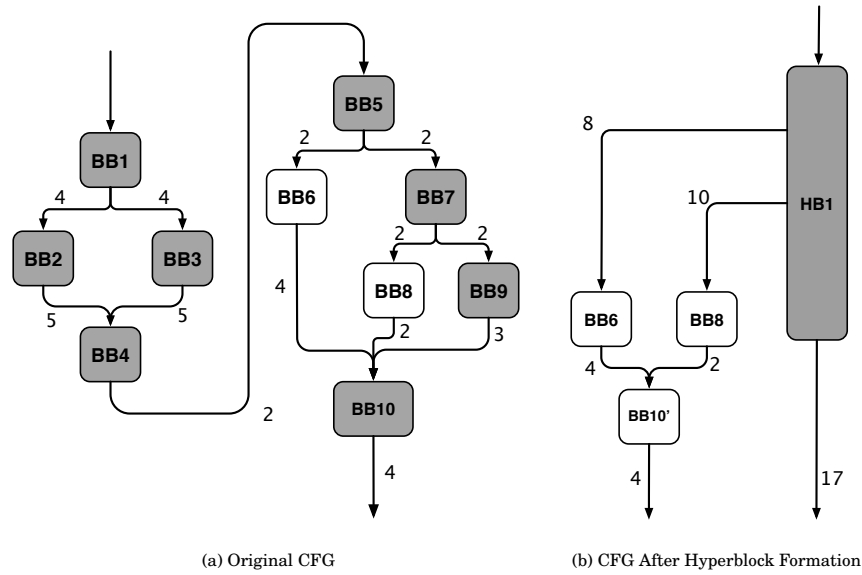 8
BB5
2 2
BB1
10
HB1
4 4
BB6 BB7
BB2 BB3
2 2
4
BB8 BB9
BB6 BB8
5 5
2 3
BB4
4 2
BB10
BB10'
2
4
4 17
(a) Original CFG
(b) CFG After Hyperblock Formation